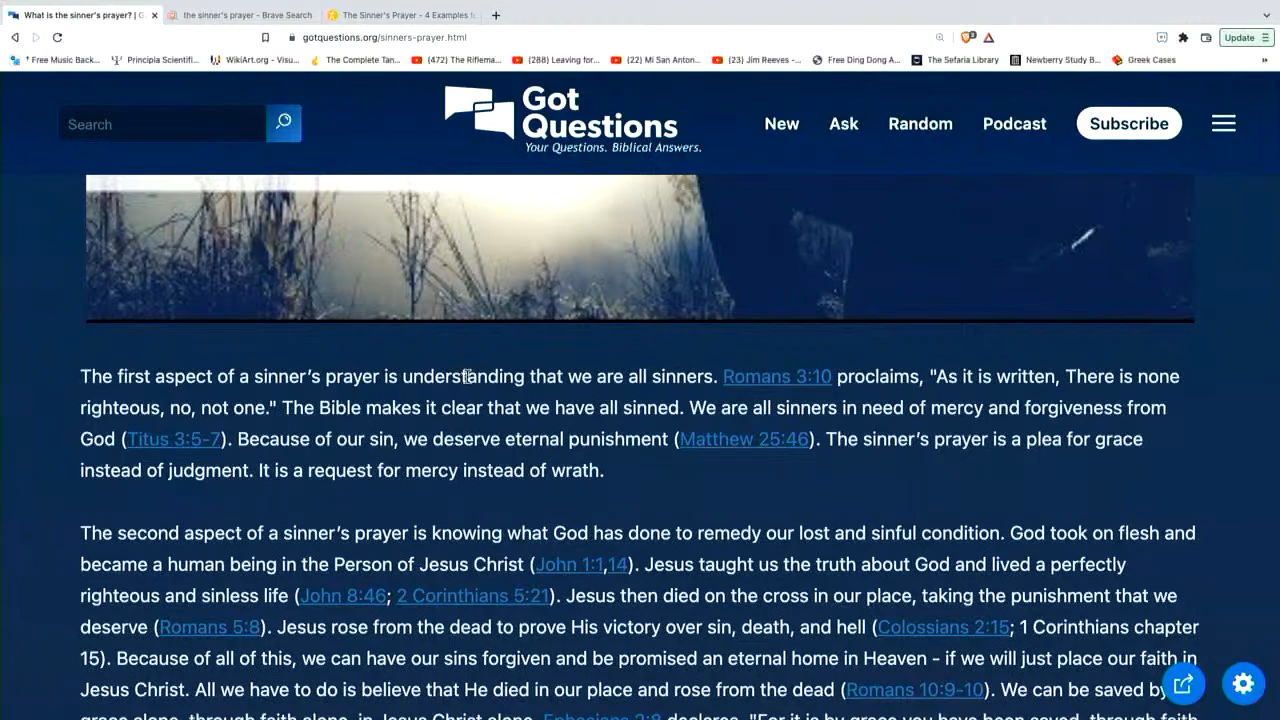 What is the sinner's prayer? | G
the sinner's prayer - Brave Search
The Sinner's Prayer - 4 Examples
gotquestions.org/sinners-prayer.html
Update
† Free Music Back...
Principia Scientifi...
WikiArt.org - Visu...
The Complete Tan...
(472) The Riflema...
(288) Leaving for...
(22) Mi San Anton...
(23) Jim Reeves -...
Free Ding Dong A...
The Sefaria Library
Newberry Study B...
Greek Cases
Search
Got
Questions
Your Questions. Biblical Answers.
New
Ask
Random
Podcast
Subscribe
The first aspect of a sinner’s prayer is understanding that we are all sinners. Romans 3:10 proclaims, "As it is written, There is none
righteous, no, not one." The Bible makes it clear that we have all sinned. We are all sinners in need of mercy and forgiveness from
God (Titus 3:5-7). Because of our sin, we deserve eternal punishment (Matthew 25:46). The sinner’s prayer is a plea for grace
instead of judgment. It is a request for mercy instead of wrath.
The second aspect of a sinner’s prayer is knowing what God has done to remedy our lost and sinful condition. God took on flesh and
became a human being in the Person of Jesus Christ (John 1:1,14). Jesus taught us the truth about God and lived a perfectly
righteous and sinless life (John 8:46; 2 Corinthians 5:21). Jesus then died on the cross in our place, taking the punishment that we
deserve (Romans 5:8). Jesus rose from the dead to prove His victory over sin, death, and hell (Colossians 2:15; 1 Corinthians chapter
15). Because of all of this, we can have our sins forgiven and be promised an eternal home in Heaven - if we will just place our faith in
Jesus Christ. All we have to do is believe that He died in our place and rose from the dead (Romans 10:9-10). We can be saved by
grace alone, through faith alone, in Jesus Christ alone. Ephesians 2:8 declares, "For it is by grace you have been saved, through faith